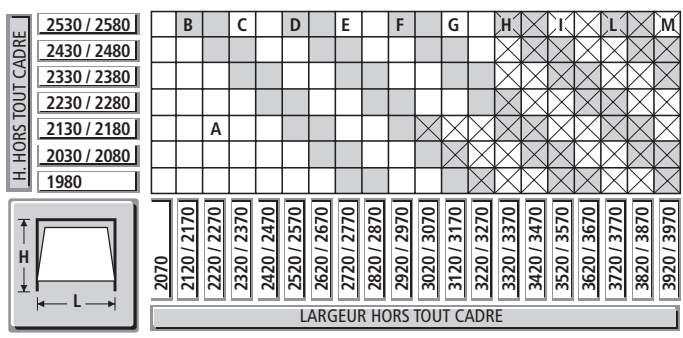 H. HORS TOUT CADRE
2530 / 2580 B C D E F G H I L M
2430 / 2480
2330 / 2380
2230 / 2280
2130 / 2180 A
2030 / 2080
1980
2070
2120 / 2170
2220 / 2270
2320 / 2370
2420 / 2470
2520 / 2570
2620 / 2670
2720 / 2770
2820 / 2870
2920 / 2970
3020 / 3070
3120 / 3170
3220 / 3270
3320 / 3370
3420 / 3470
3520 / 3570
3620 / 3670
3720 / 3770
3820 / 3870
3920 / 3970
H
L
LARGEUR HORS TOUT CADRE